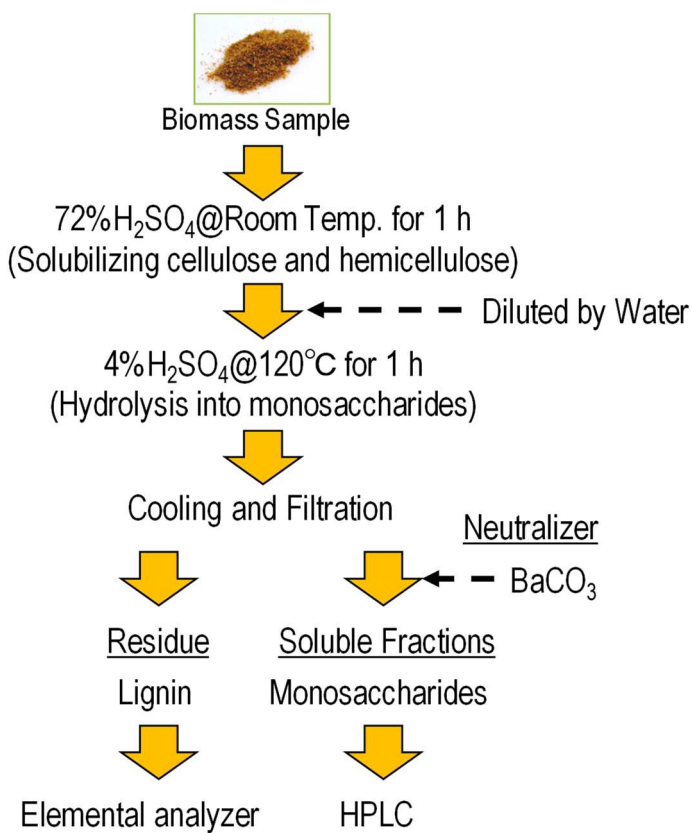 Biomass Sample
72%H₂SO₄@Room Temp. for 1 h
(Solubilizing cellulose and hemicellulose)
Diluted by Water
4%H₂SO₄@120℃ for 1 h
(Hydrolysis into monosaccharides)
Cooling and Filtration
Neutralizer
BaCO₃
Residue
Soluble Fractions
Lignin
Monosaccharides
Elemental analyzer
HPLC